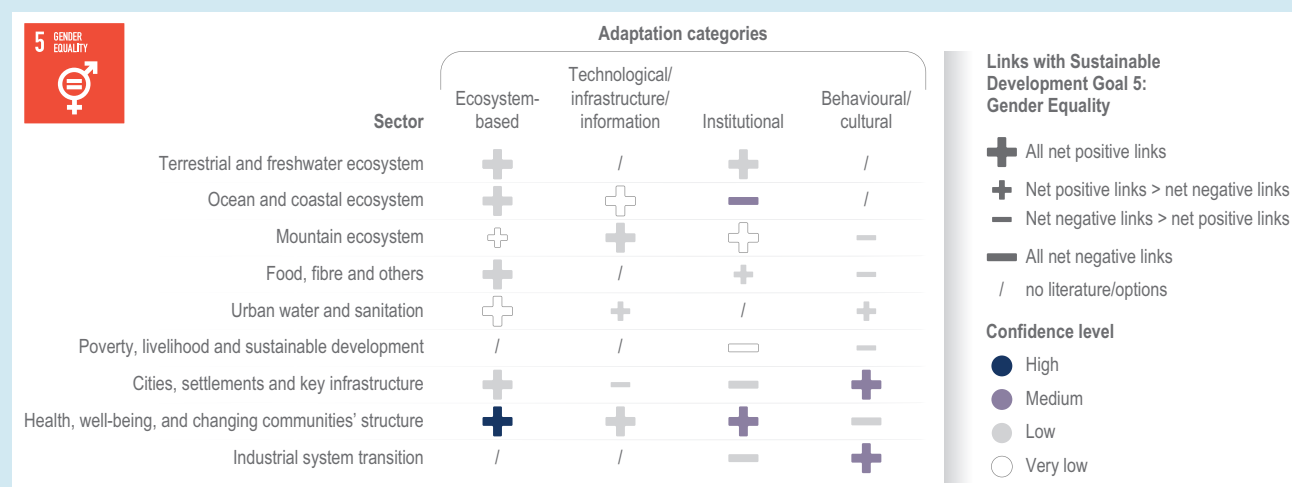 5 GENDER
EQUALITY
Adaptation categories
Sector
Ecosystem-
based
Technological/
infrastructure/
information
Institutional
Behavioural/
cultural
Terrestrial and freshwater ecosystem
/
/
Ocean and coastal ecosystem
/
Mountain ecosystem
Food, fibre and others
/
Urban water and sanitation
/
Poverty, livelihood and sustainable development
/
/
Cities, settlements and key infrastructure
Health, well-being, and changing communities’ structure
Industrial system transition
/
/
Links with Sustainable
Development Goal 5:
Gender Equality
All net positive links
Net positive links > net negative links
Net negative links > net positive links
All net negative links
/ no literature/options
Confidence level
High
Medium
Low
Very low